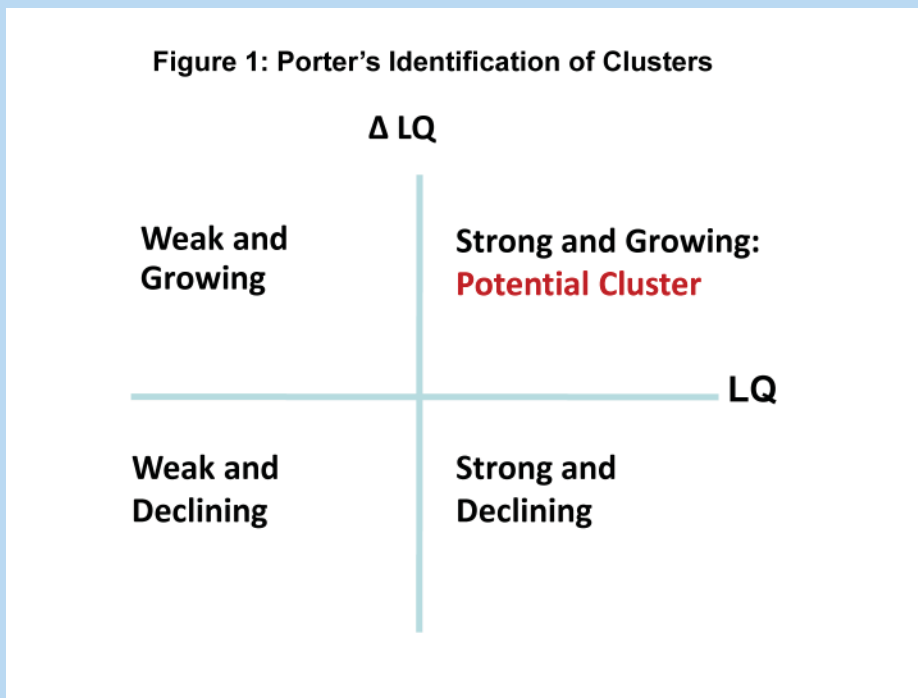 Figure 1: Porter’s Identification of Clusters
Δ LQ
Weak and
Growing
Strong and Growing:
Potential Cluster
LQ
Weak and
Declining
Strong and
Declining